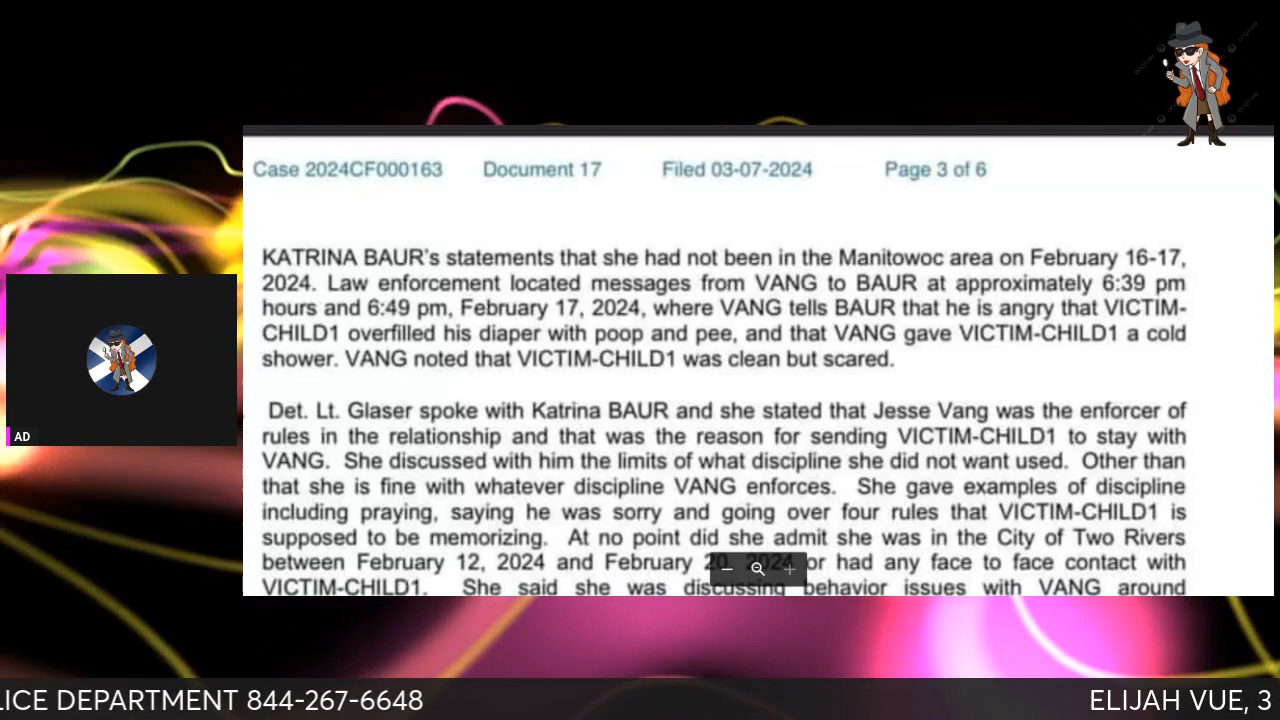 Case 2024CF000163 Document 17 Filed 03-07-2024 Page 3 of 6
KATRINA BAUR's statements that she had not been in the Manitowoc area on February 16-17,
2024. Law enforcement located messages from VANG to BAUR at approximately 6:39 pm
hours and 6:49 pm, February 17, 2024, where VANG tells BAUR that he is angry that VICTIM-
CHILD1 overfilled his diaper with poop and pee, and that VANG gave VICTIM-CHILD1 a cold
shower. VANG noted that VICTIM-CHILD1 was clean but scared.
Det. Lt. Glaser spoke with Katrina BAUR and she stated that Jesse Vang was the enforcer of
rules in the relationship and that was the reason for sending VICTIM-CHILD1 to stay with
VANG. She discussed with him the limits of what discipline she did not want used. Other than
that she is fine with whatever discipline VANG enforces. She gave examples of discipline
including praying, saying he was sorry and going over four rules that VICTIM-CHILD1 is
supposed to be memorizing. At no point did she admit she was in the City of Two Rivers
between February 12, 2024 and February 20, 2024 or had any face to face contact with
VICTIM-CHILD1. She said she was discussing behavior issues with VANG around
AD
LICE DEPARTMENT 844-267-6648 ELIJAH VUE, 3